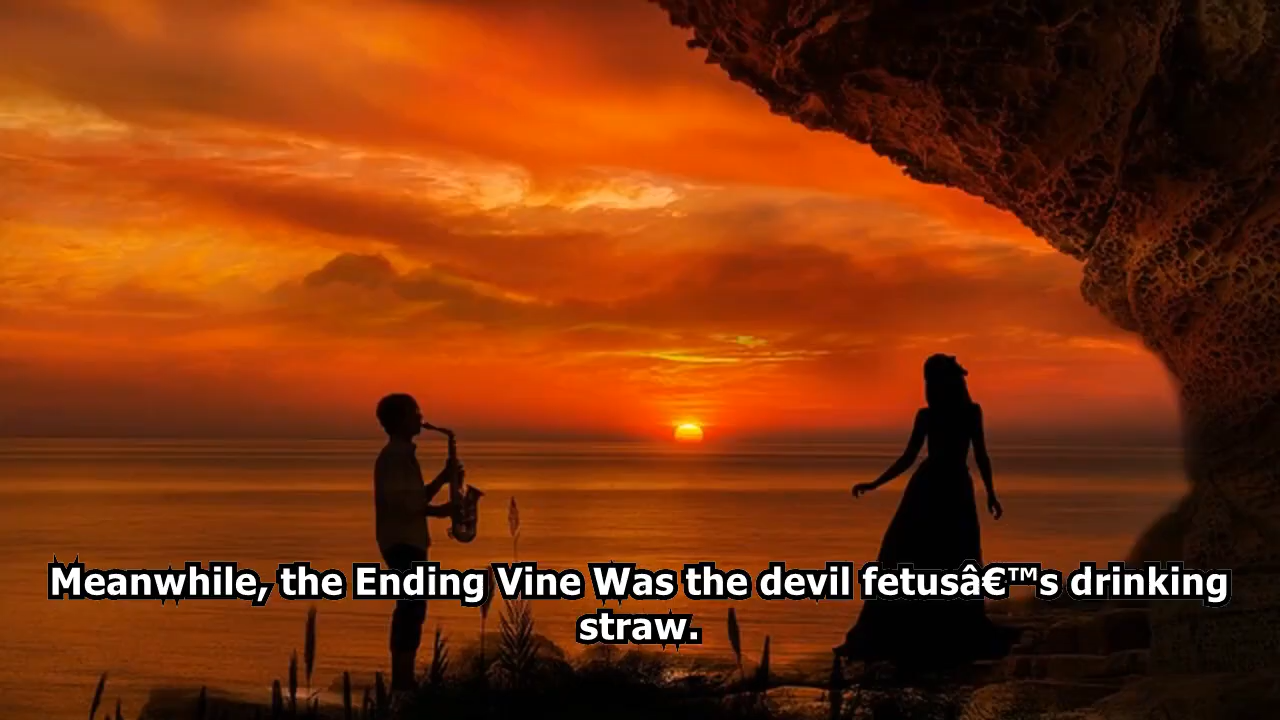 Meanwhile, the Ending Vine Was the devil fetusâ€™s drinking
straw.